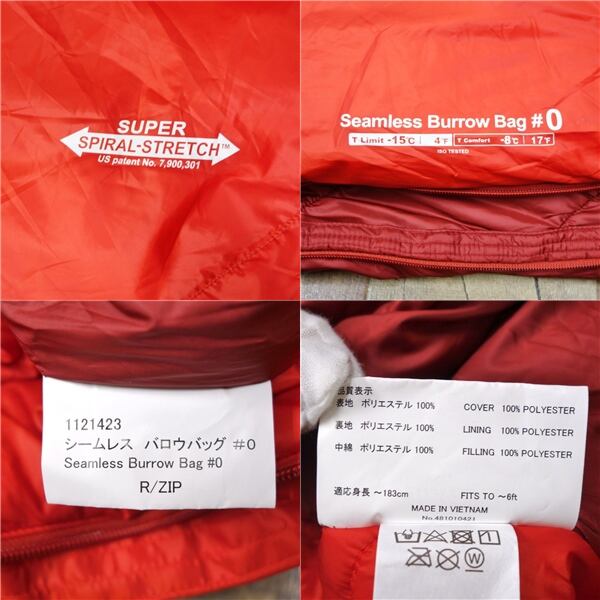 SUPER
SPIRAL-STRETCH™
US patent No. 7,900,301
Seamless Burrow Bag #0
T Limit -15℃ 4°F T Comfort -8℃ 17°F
ISO TESTED
1121423
シームレス バロウバッグ #0
Seamless Burrow Bag #0
R/ZIP
品質表示
表地 ポリエステル 100% COVER 100% POLYESTER
裏地 ポリエステル 100% LINING 100% POLYESTER
中綿 ポリエステル 100% FILLING 100% POLYESTER
適応身長 ～183cm FITS TO ～6ft
MADE IN VIETNAM
No.481010421